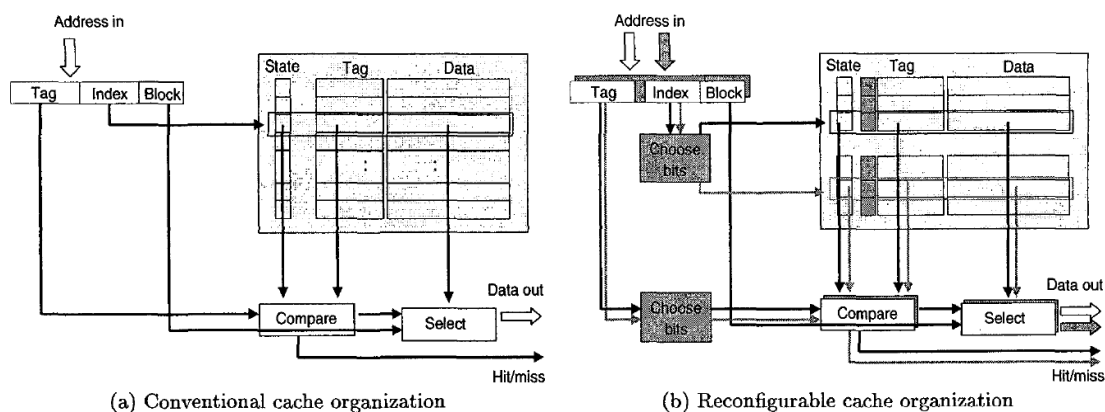 Address in
State
Tag
Data
Tag
Index
Block
Compare
Select
Data out
Hit/miss
(a) Conventional cache organization
Address in
State
Tag
Data
Tag
Index
Block
Choose
bits
Choose
bits
Compare
Select
Data out
Hit/miss
(b) Reconfigurable cache organization